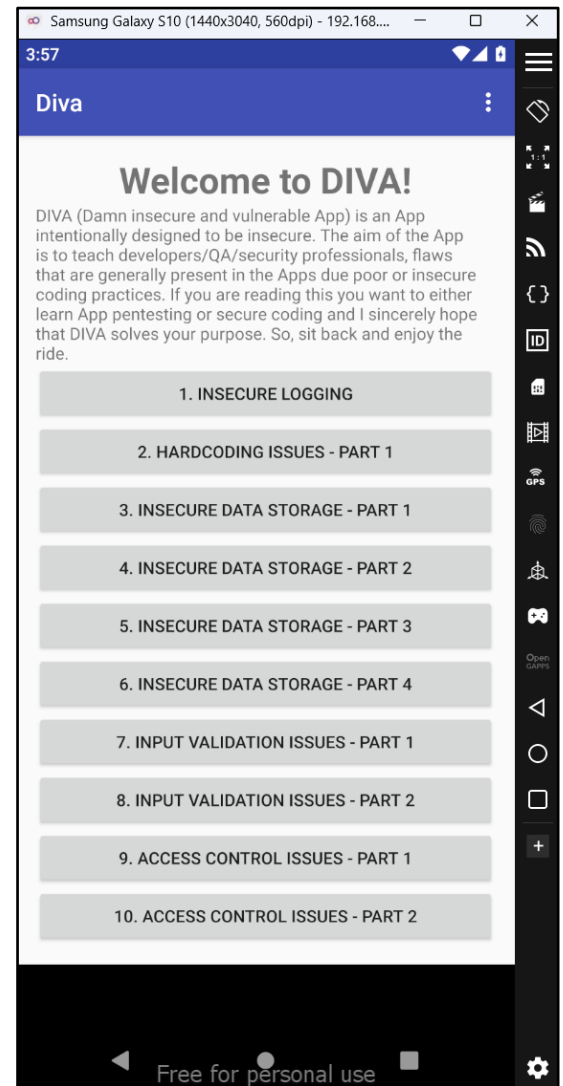 Samsung Galaxy S10 (1440x3040, 560dpi) - 192.168....
3:57
Diva
Welcome to DIVA!
DIVA (Damn insecure and vulnerable App) is an App
intentionally designed to be insecure. The aim of the App
is to teach developers/QA/security professionals, flaws
that are generally present in the Apps due poor or insecure
coding practices. If you are reading this you want to either
learn App pentesting or secure coding and I sincerely hope
that DIVA solves your purpose. So, sit back and enjoy the
ride.
1. INSECURE LOGGING
2. HARDCODING ISSUES - PART 1
3. INSECURE DATA STORAGE - PART 1
4. INSECURE DATA STORAGE - PART 2
5. INSECURE DATA STORAGE - PART 3
6. INSECURE DATA STORAGE - PART 4
7. INPUT VALIDATION ISSUES - PART 1
8. INPUT VALIDATION ISSUES - PART 2
9. ACCESS CONTROL ISSUES - PART 1
10. ACCESS CONTROL ISSUES - PART 2
Free for personal use
1:1
{ }
ID
GPS
Open
GAPPS
+